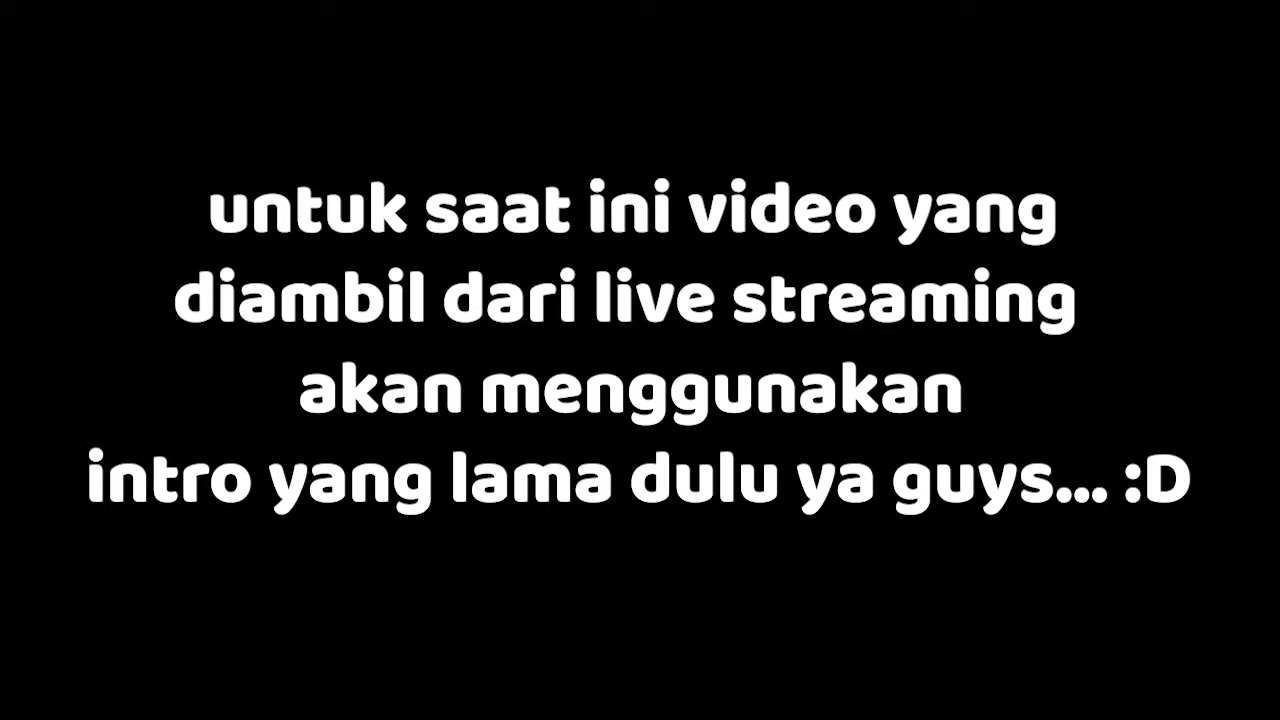 untuk saat ini video yang
diambil dari live streaming
akan menggunakan
intro yang lama dulu ya guys... :D